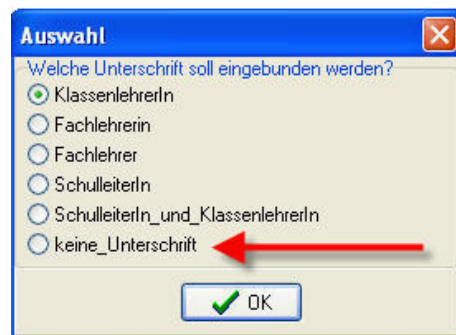 Auswahl
Welche Unterschrift soll eingebunden werden?
KlassenlehrerIn
Fachlehrerin
Fachlehrer
SchulleiterIn
SchulleiterIn_und_KlassenlehrerIn
keine_Unterschrift
OK